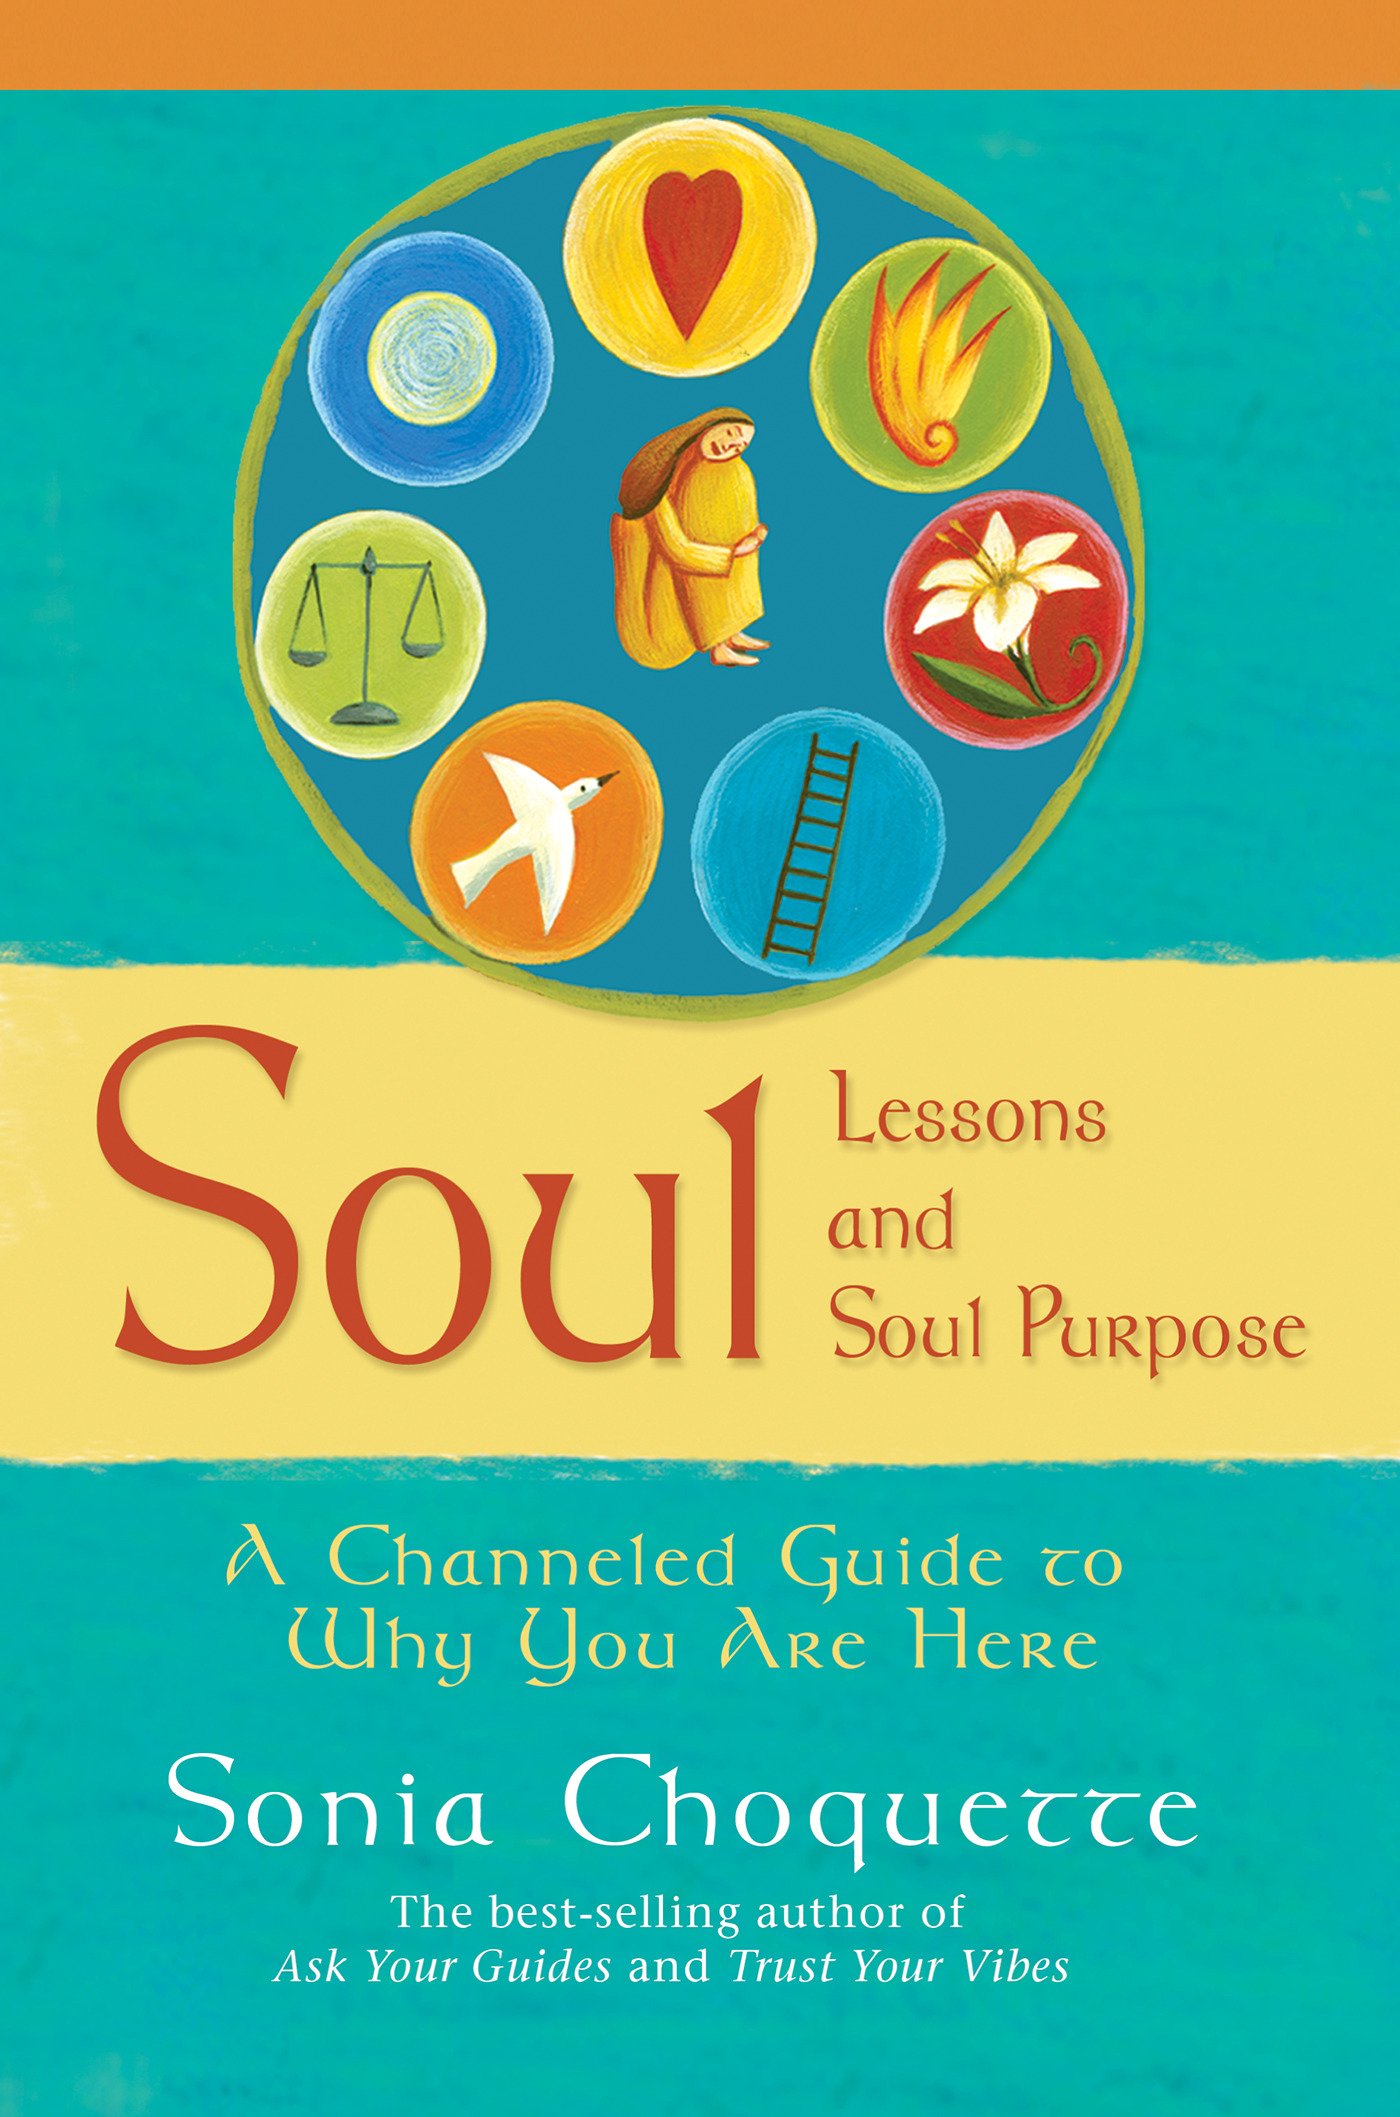 Soul
Lessons
and
Soul Purpose
A Channeled Guide to
Why You Are Here
Sonia Choquette
The best-selling author of
Ask Your Guides and Trust Your Vibes